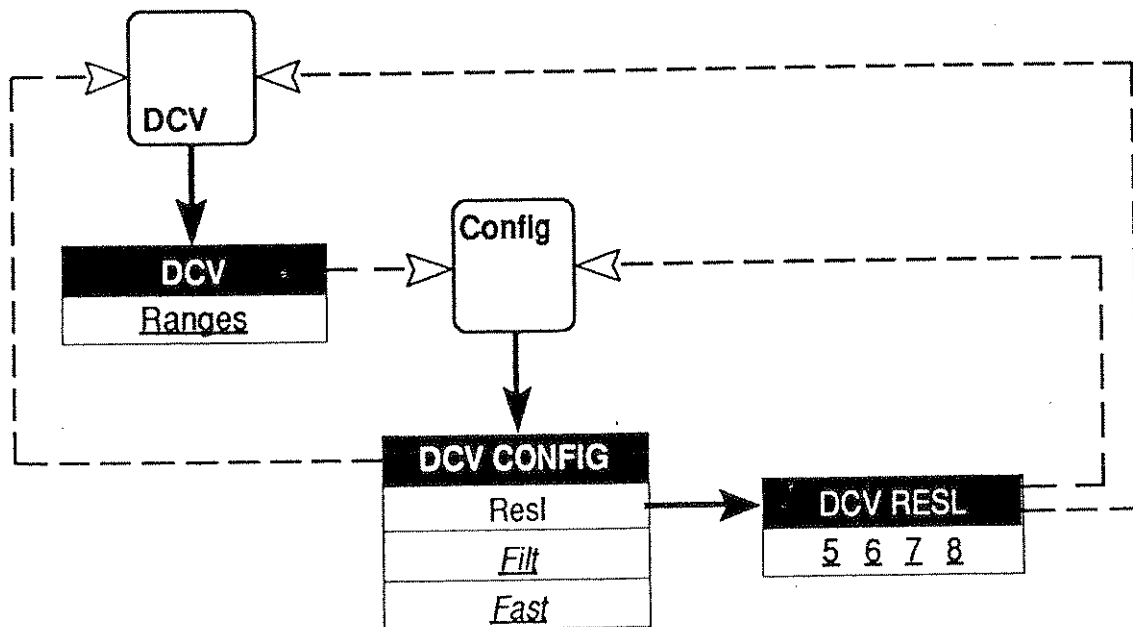 DCV
DCV
Ranges
Config
DCV CONFIG
Resl
Filt
Fast
DCV RESL
5 6 7 8